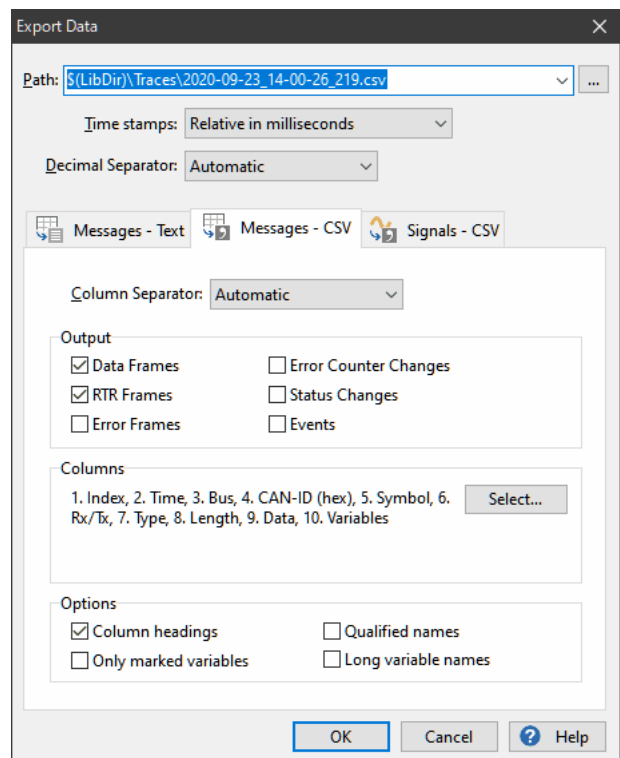 Export Data
Path: $(LibDir)\Traces\2020-09-23_14-00-26_219.csv ...
Time stamps: Relative in milliseconds
Decimal Separator: Automatic
Messages - Text Messages - CSV Signals - CSV
Column Separator: Automatic
Output
Data Frames Error Counter Changes
RTR Frames Status Changes
Error Frames Events
Columns
1. Index, 2. Time, 3. Bus, 4. CAN-ID (hex), 5. Symbol, 6. Select...
Rx/Tx, 7. Type, 8. Length, 9. Data, 10. Variables
Options
Column headings Qualified names
Only marked variables Long variable names
OK Cancel Help